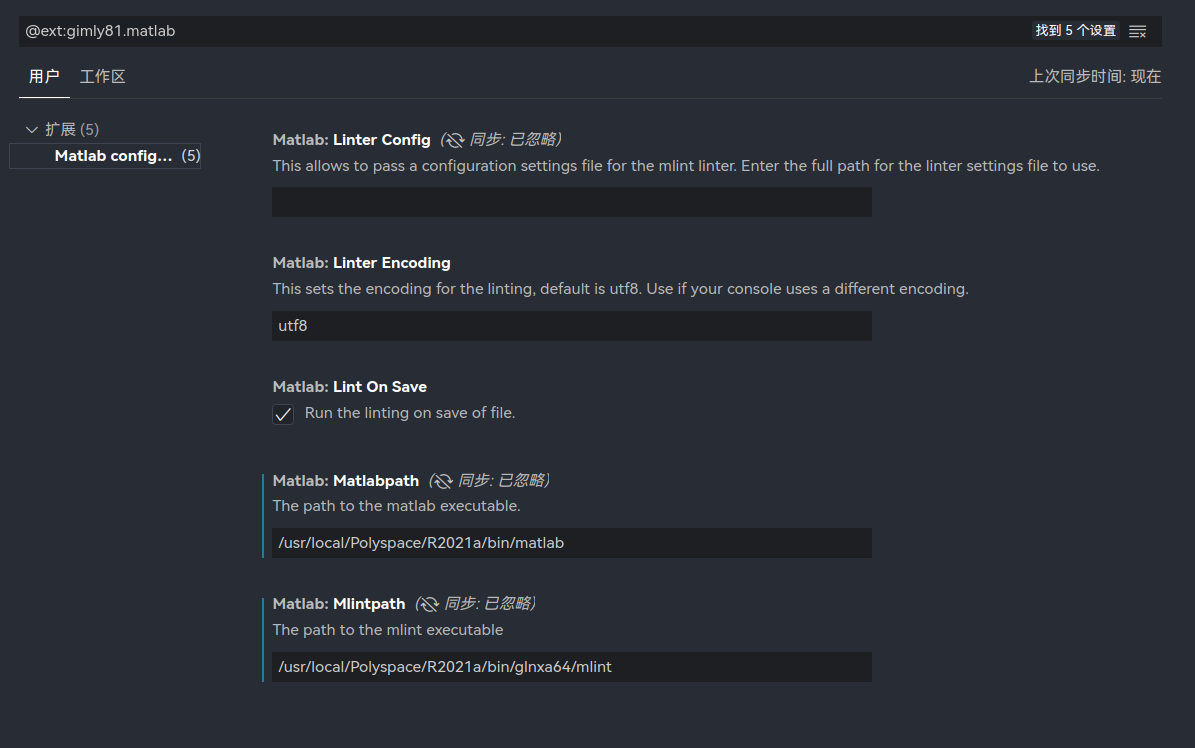 @ext:gimly81.matlab
找到 5 个设置
用户 工作区
上次同步时间: 现在
扩展 (5)
Matlab config... (5)
Matlab: Linter Config (同步: 已忽略)
This allows to pass a configuration settings file for the mlint linter. Enter the full path for the linter settings file to use.
Matlab: Linter Encoding
This sets the encoding for the linting, default is utf8. Use if your console uses a different encoding.
utf8
Matlab: Lint On Save
Run the linting on save of file.
Matlab: Matlabpath (同步: 已忽略)
The path to the matlab executable.
/usr/local/Polyspace/R2021a/bin/matlab
Matlab: Mlintpath (同步: 已忽略)
The path to the mlint executable
/usr/local/Polyspace/R2021a/bin/glnxa64/mlint